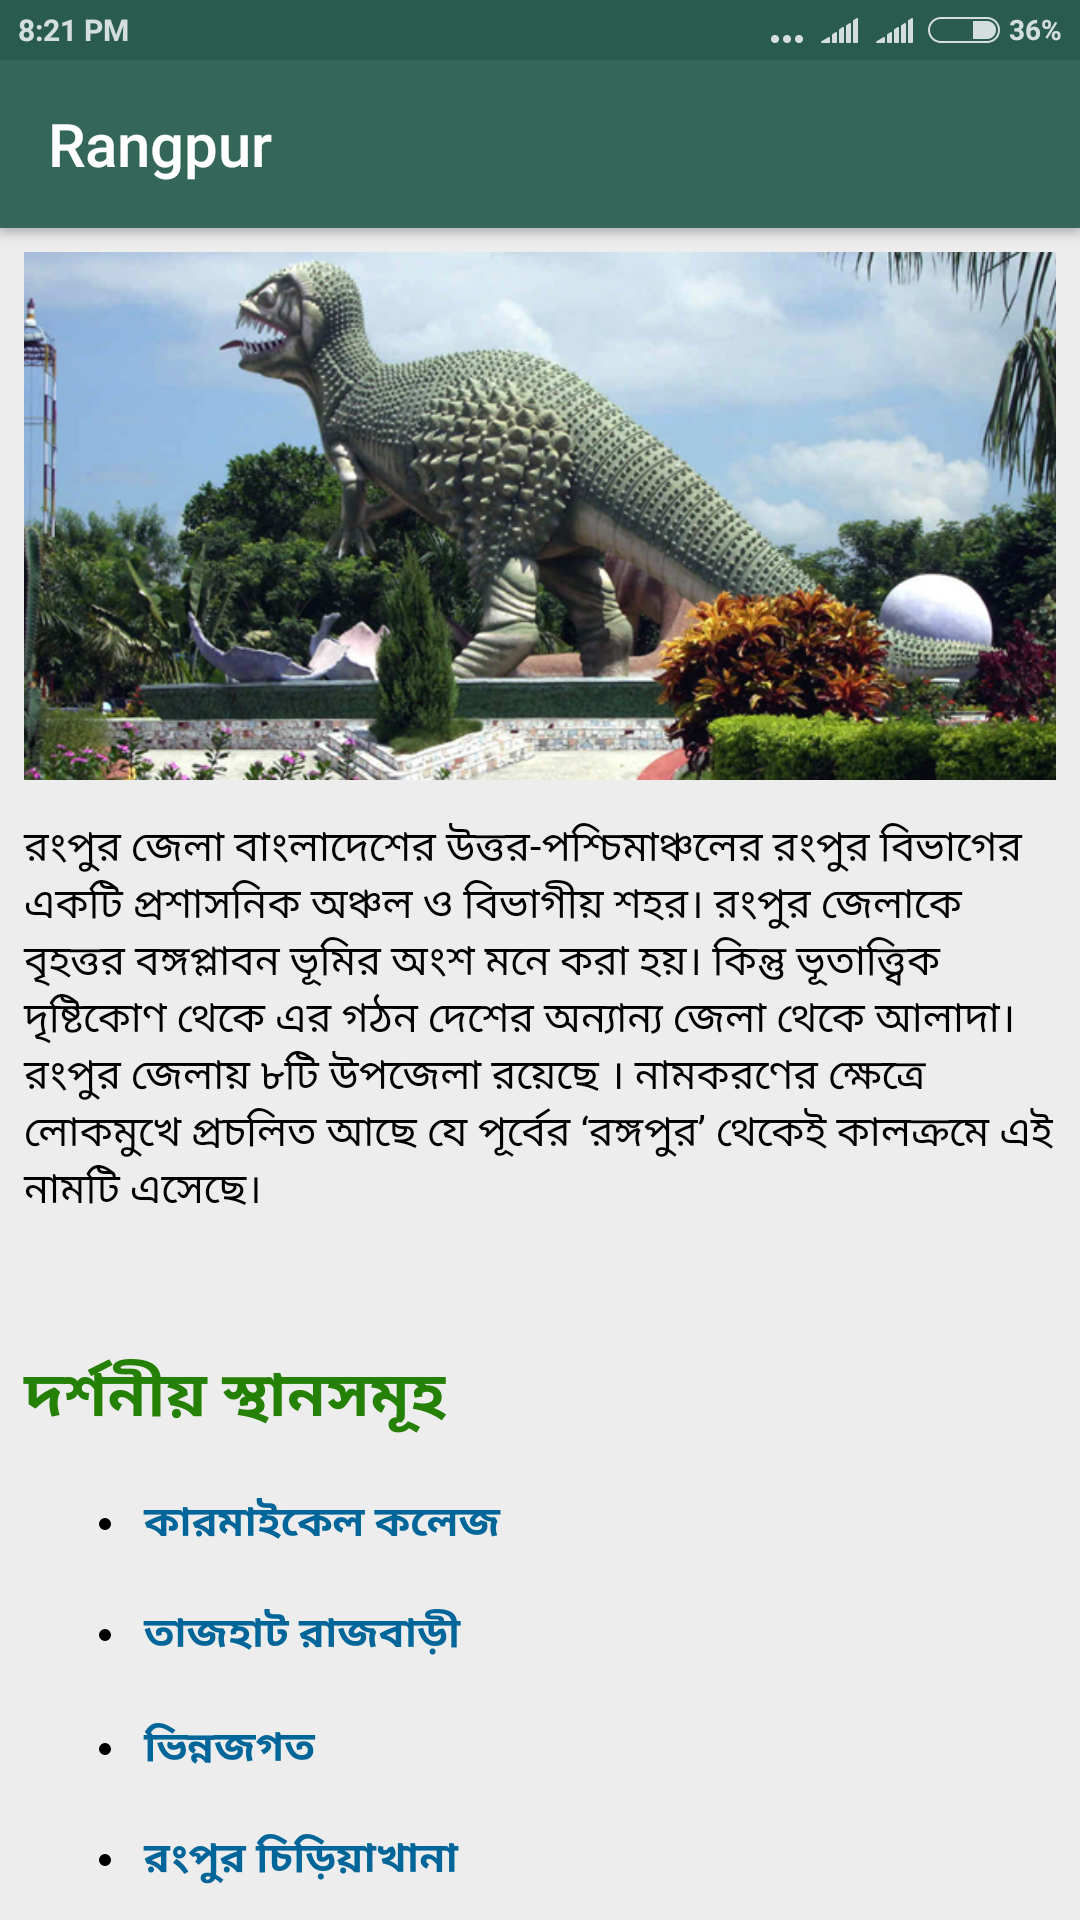 8:21 PM 36%
Rangpur
রংপুর জেলা বাংলাদেশের উত্তর-পশ্চিমাঞ্চলের রংপুর বিভাগের
একটি প্রশাসনিক অঞ্চল ও বিভাগীয় শহর। রংপুর জেলাকে
বৃহত্তর বঙ্গপ্লাবন ভূমির অংশ মনে করা হয়। কিন্তু ভূতাত্ত্বিক
দৃষ্টিকোণ থেকে এর গঠন দেশের অন্যান্য জেলা থেকে আলাদা।
রংপুর জেলায় ৮টি উপজেলা রয়েছে । নামকরণের ক্ষেত্রে
লোকমুখে প্রচলিত আছে যে পূর্বের ‘রঙ্গপুর’ থেকেই কালক্রমে এই
নামটি এসেছে।
দর্শনীয় স্থানসমূহ
• কারমাইকেল কলেজ
• তাজহাট রাজবাড়ী
• ভিন্নজগত
• রংপুর চিড়িয়াখানা